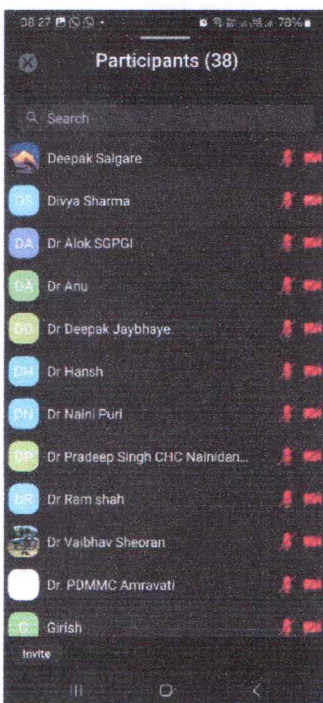 08:27 78%
Participants (38)
Search
Deepak Salgare
DS Divya Sharma
DA Dr Alok SGPGI
DA Dr Anu
DD Dr Deepak Jaybhaye
DH Dr Hansh
DN Dr Naini Puri
DP Dr Pradeep Singh CHC Nainidan...
DR Dr Ram shah
Dr Vaibhav Sheoran
Dr. PDMMC Amravati
G Girish
Invite